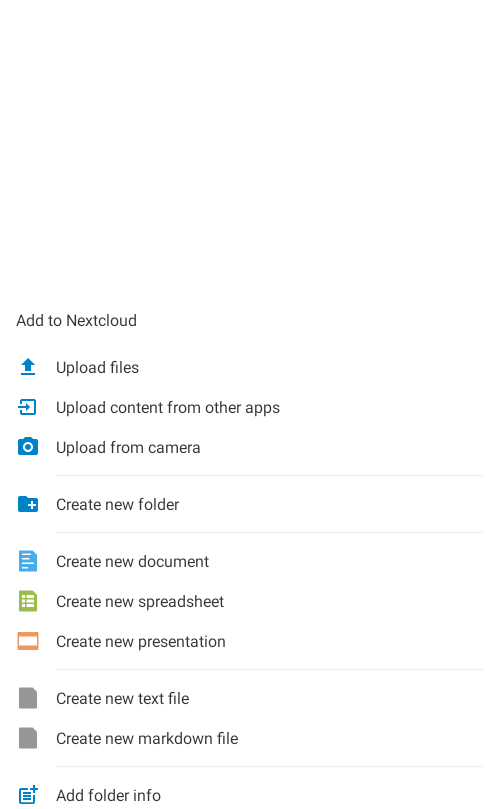 Add to Nextcloud
Upload files
Upload content from other apps
Upload from camera
Create new folder
Create new document
Create new spreadsheet
Create new presentation
Create new text file
Create new markdown file
Add folder info